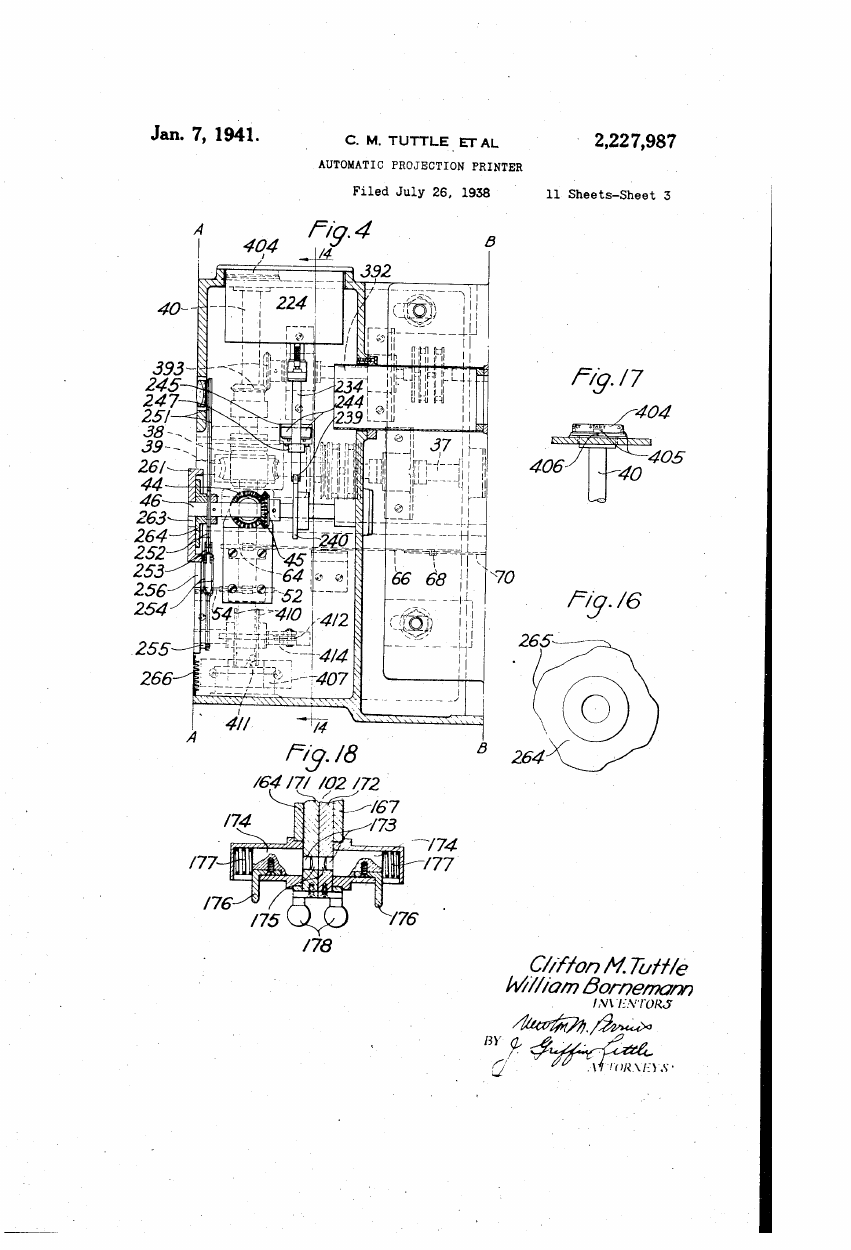 Jan. 7, 1941.
C. M. TUTTLE ET AL
2,227,987
AUTOMATIC PROJECTION PRINTER
Filed July 26, 1938
11 Sheets-Sheet 3
Fig. 4
A
B
404
14
392
40
224
393
245
247
251
38
39
261
44
46
263
264
252
253
256
254
255
266
234
244
239
37
240
45
64
52
54
410
412
414
407
411
66
68
70
14
A
B
Fig. 17
404
405
406
40
Fig. 16
265
264
Fig. 18
164 171 102 172
167
173
174
174
177
177
176
175
176
178
Clifton M. Tuttle
William Bornemann
INVENTORS
Newton M. Perrins
BY J. Griffin Little
ATTORNEYS.